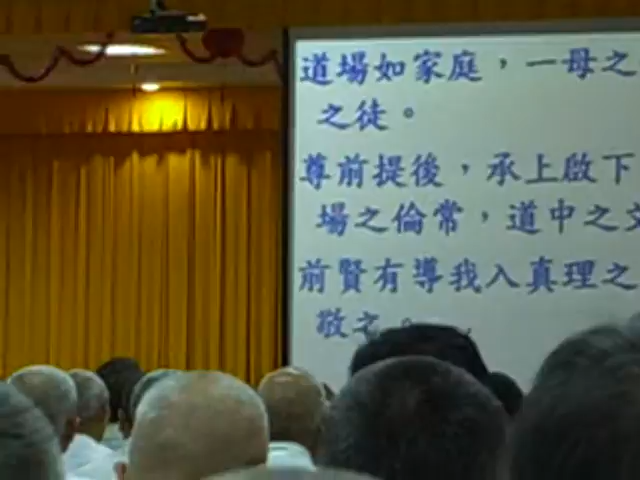 道場如家庭，一母之
之徒。
尊前提後，承上啟下
場之倫常，道中之文
前賢有導我入真理之
敬之。